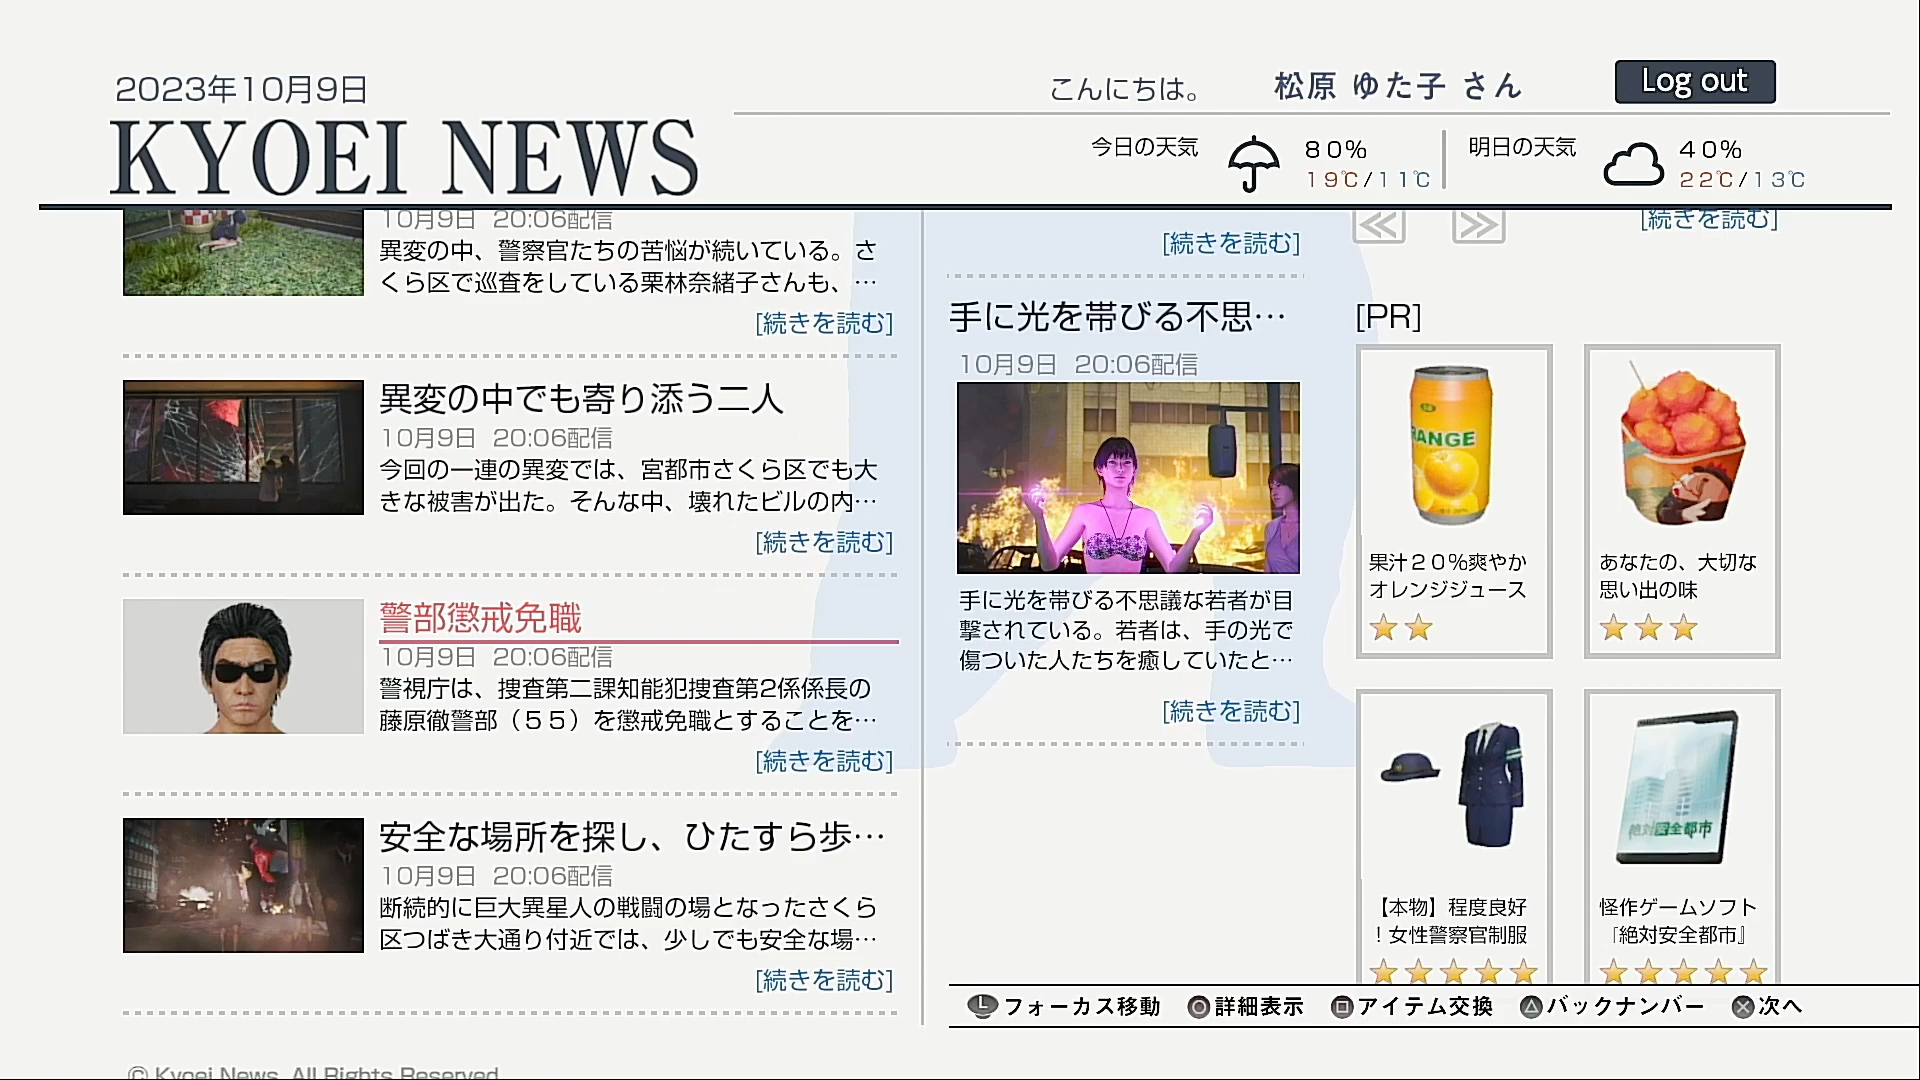 2023年10月9日
KYOEI NEWS
こんにちは。 松原 ゆた子 さん
Log out
今日の天気 80%
19℃/11℃
明日の天気 40%
22℃/13℃
10月9日 20:06配信
異変の中、警察官たちの苦悩が続いている。さ
くら区で巡査をしている栗林奈緒子さんも、…
[続きを読む]
異変の中でも寄り添う二人
10月9日 20:06配信
今回の一連の異変では、宮都市さくら区でも大
きな被害が出た。そんな中、壊れたビルの内…
[続きを読む]
警部懲戒免職
10月9日 20:06配信
警視庁は、捜査第二課知能犯捜査第2係係長の
藤原徹警部（５５）を懲戒免職とすることを…
[続きを読む]
安全な場所を探し、ひたすら歩…
10月9日 20:06配信
断続的に巨大異星人の戦闘の場となったさくら
区つばき大通り付近では、少しでも安全な場…
[続きを読む]
[続きを読む]
手に光を帯びる不思…
10月9日 20:06配信
手に光を帯びる不思議な若者が目
撃されている。若者は、手の光で
傷ついた人たちを癒していたと…
[続きを読む]
[続きを読む]
[PR]
RANGE
果汁２０％爽やか
オレンジジュース
あなたの、大切な
思い出の味
【本物】程度良好
！女性警察官制服
絶対安全都市
怪作ゲームソフト
『絶対安全都市』
L フォーカス移動 ○詳細表示 □アイテム交換 △バックナンバー ×次へ
© Kyoei News. All Rights Reserved